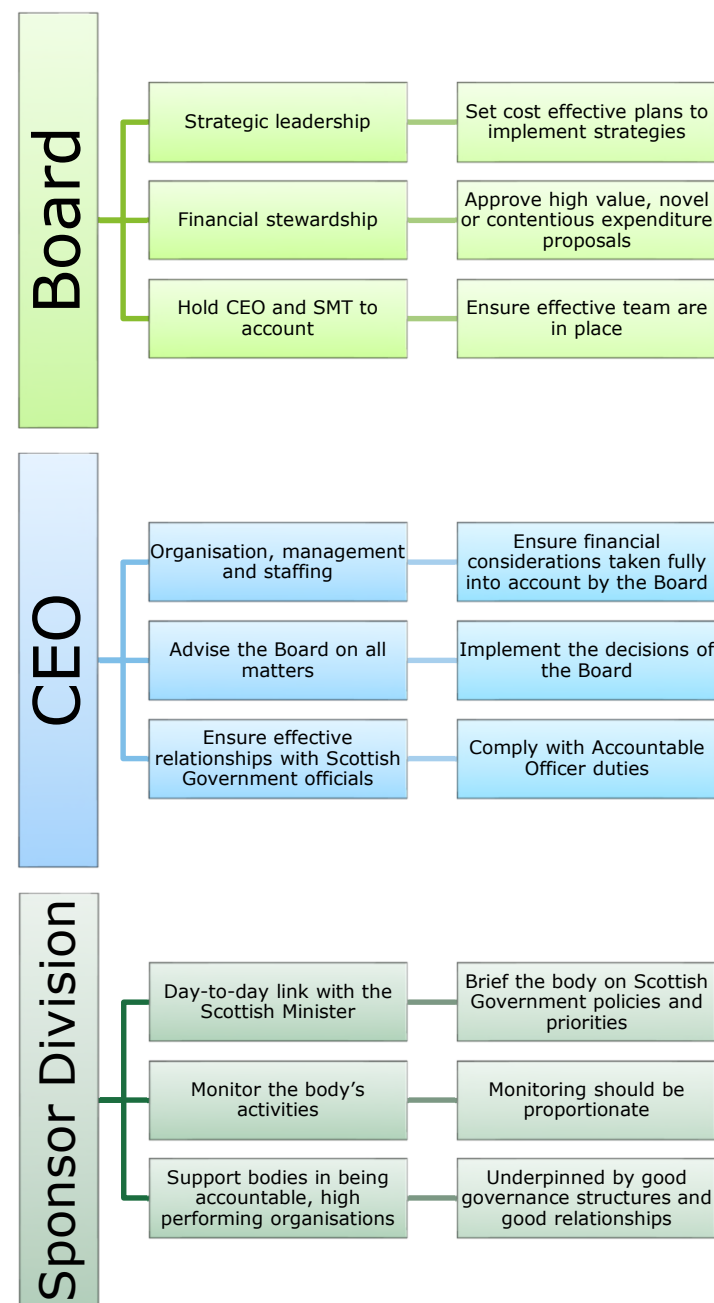 Board
Strategic leadership
Set cost effective plans to
implement strategies
Financial stewardship
Approve high value, novel
or contentious expenditure
proposals
Hold CEO and SMT to
account
Ensure effective team are
in place
CEO
Organisation, management
and staffing
Ensure financial
considerations taken fully
into account by the Board
Advise the Board on all
matters
Implement the decisions of
the Board
Ensure effective
relationships with Scottish
Government officials
Comply with Accountable
Officer duties
Sponsor Division
Day-to-day link with the
Scottish Minister
Brief the body on Scottish
Government policies and
priorities
Monitor the body’s
activities
Monitoring should be
proportionate
Support bodies in being
accountable, high
performing organisations
Underpinned by good
governance structures and
good relationships